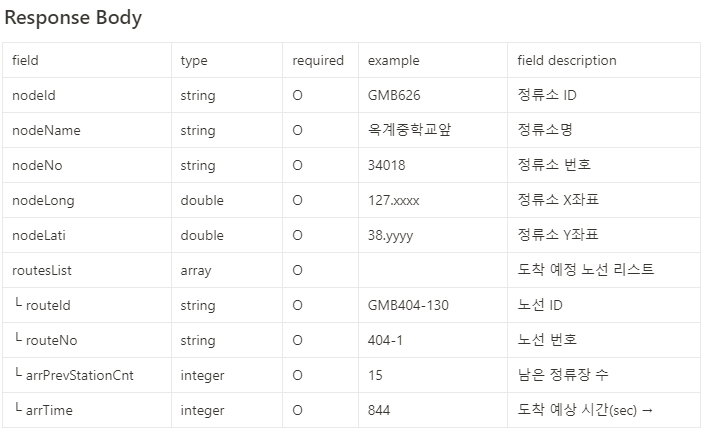 Response Body
field type required example field description
nodeId string O GMB626 정류소 ID
nodeName string O 옥계중학교앞 정류소명
nodeNo string O 34018 정류소 번호
nodeLong double O 127.xxxx 정류소 X좌표
nodeLati double O 38.yyyy 정류소 Y좌표
routesList array O 도착 예정 노선 리스트
└ routeId string O GMB404-130 노선 ID
└ routeNo string O 404-1 노선 번호
└ arrPrevStationCnt integer O 15 남은 정류장 수
└ arrTime integer O 844 도착 예상 시간(sec) →